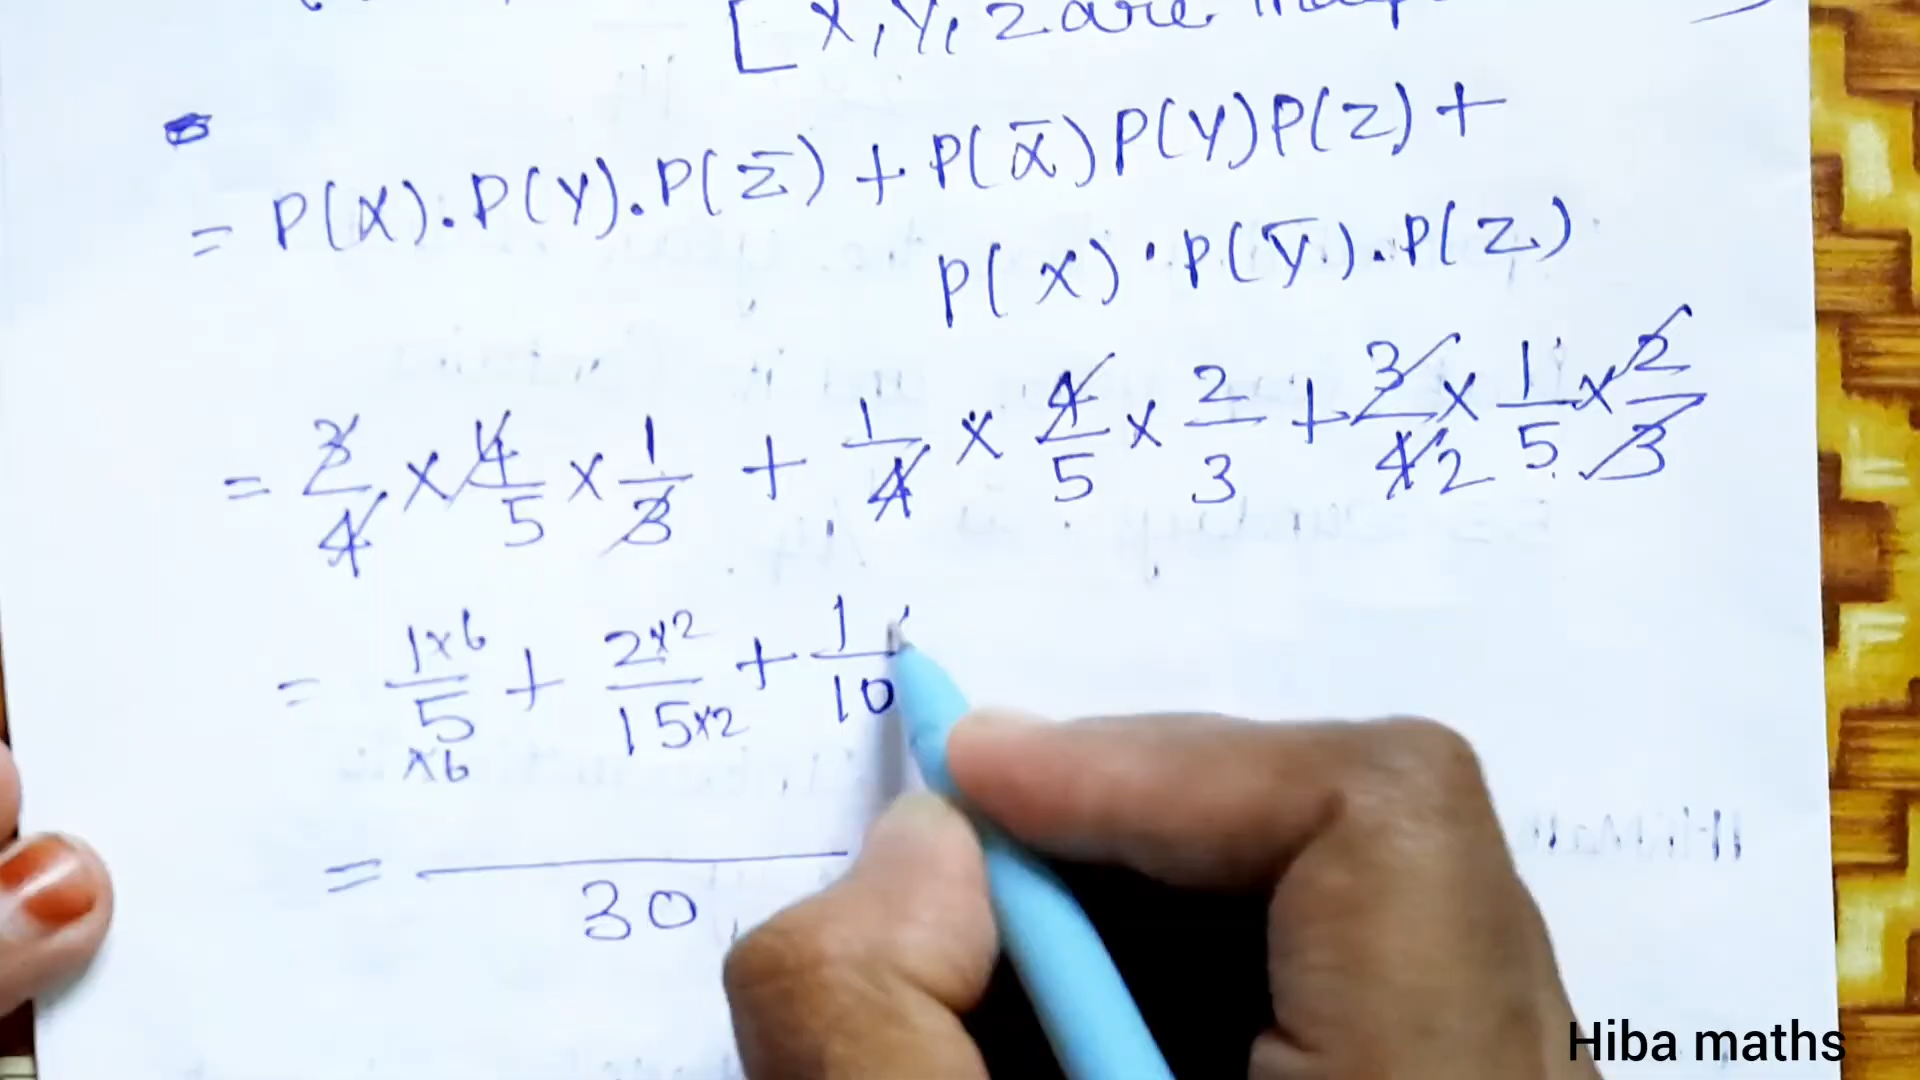 [ X, Y, Z are
= P(X).P(Y).P(Z̅) + P(X̅)P(Y)P(Z) +
P(X).P(Y̅).P(Z)
= 3/4 × 4/5 × 1/3 + 1/4 × 4/5 × 2/3 + 3/4 2 × 1/5 × 2/3
= 1×6/5×6 + 2×2/15×2 + 1/10
= /30
Hiba maths